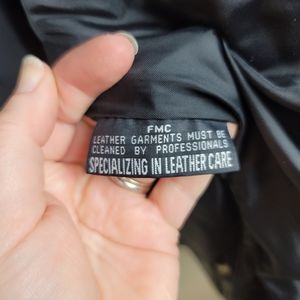 FMC
LEATHER GARMENTS MUST BE
CLEANED BY PROFESSIONALS
SPECIALIZING IN LEATHER CARE